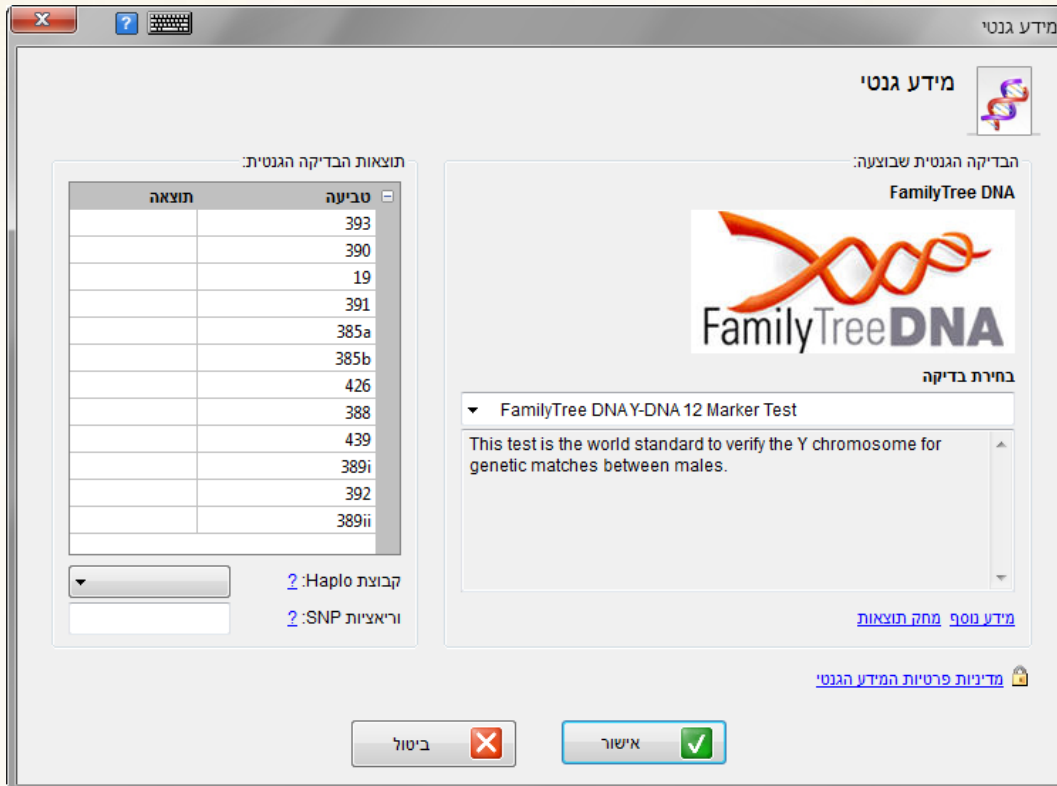 מידע גנטי
?
מידע גנטי
הבדיקה הגנטית שבוצעה:
FamilyTree DNA
FamilyTreeDNA
בחירת בדיקה
FamilyTree DNA Y-DNA 12 Marker Test
This test is the world standard to verify the Y chromosome for
genetic matches between males.
מידע נוסף מחק תוצאות
תוצאות הבדיקה הגנטית:
טביעה תוצאה
393
390
19
391
385a
385b
426
388
439
389i
392
389ii
קבוצת Haplo: ?
וריאציות SNP: ?
מדיניות פרטיות המידע הגנטי
אישור ביטול